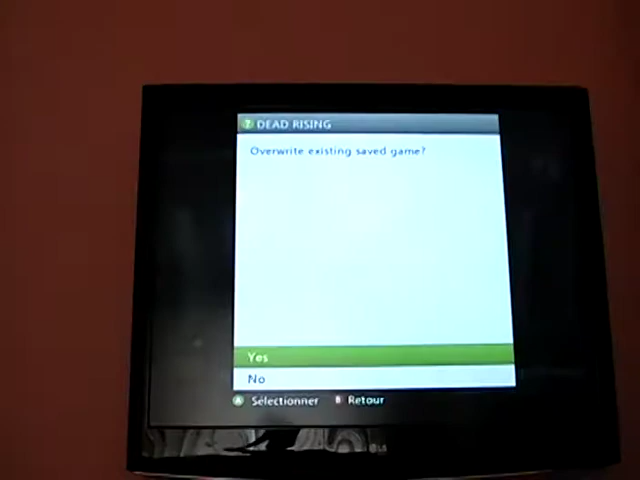 ? DEAD RISING
Overwrite existing saved game?
Yes
No
A Sélectionner B Retour
LG